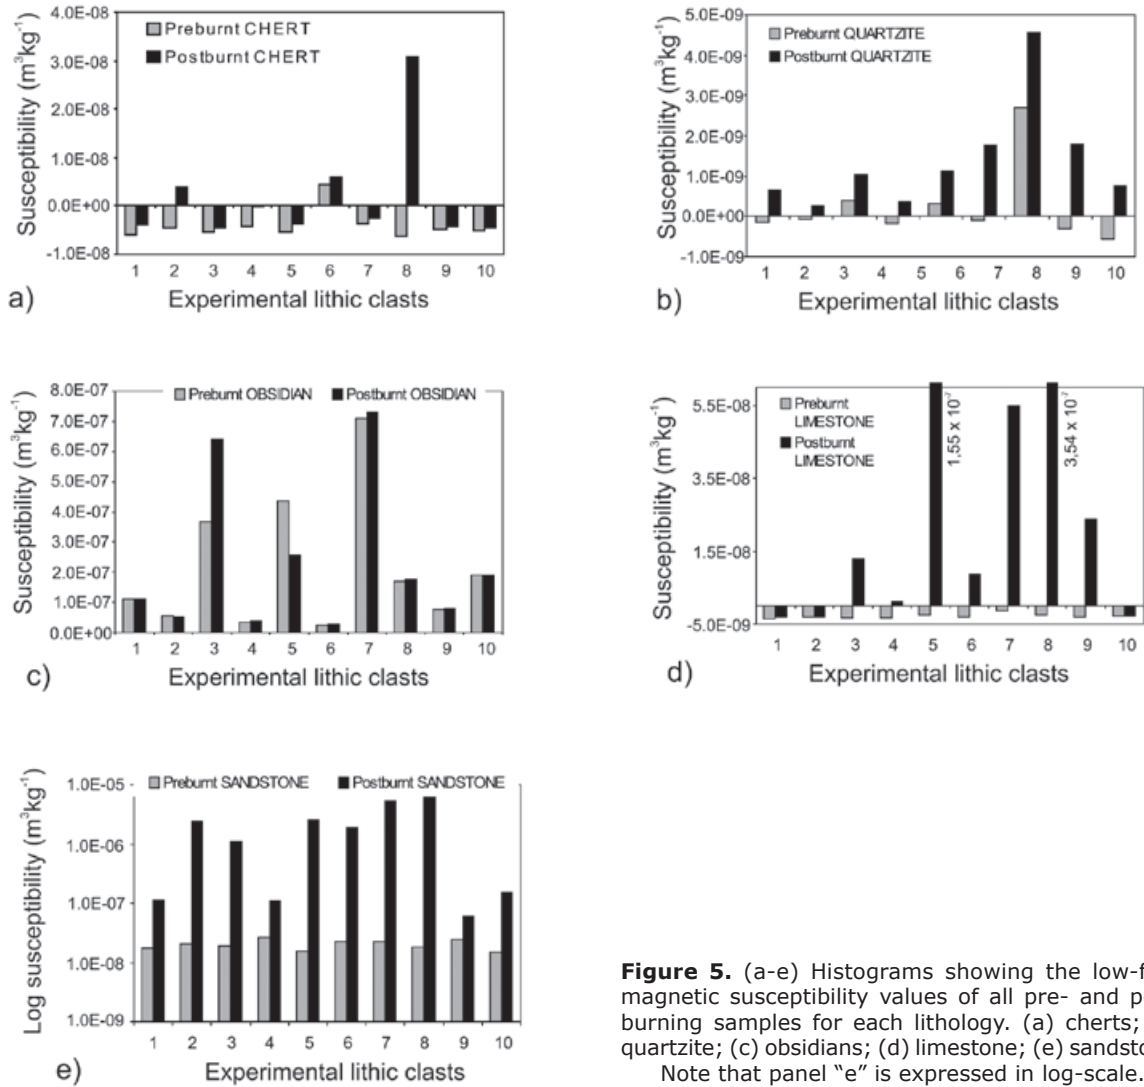 4.0E-08
3.0E-08
2.0E-08
1.0E-08
0.0E+00
-1.0E-08
Susceptibility (m³kg⁻¹)
Preburnt CHERT
Postburnt CHERT
1 2 3 4 5 6 7 8 9 10
Experimental lithic clasts
a)
5.0E-09
4.0E-09
3.0E-09
2.0E-09
1.0E-09
0.0E+00
-1.0E-09
Susceptibility (m³kg⁻¹)
Preburnt QUARTZITE
Postburnt QUARTZITE
1 2 3 4 5 6 7 8 9 10
Experimental lithic clasts
b)
8.0E-07
7.0E-07
6.0E-07
5.0E-07
4.0E-07
3.0E-07
2.0E-07
1.0E-07
0.0E+00
Susceptibility (m³kg⁻¹)
Preburnt OBSIDIAN
Postburnt OBSIDIAN
1 2 3 4 5 6 7 8 9 10
Experimental lithic clasts
c)
5.5E-08
3.5E-08
1.5E-08
-5.0E-09
Susceptibility (m³kg⁻¹)
Preburnt
LIMESTONE
Postburnt
LIMESTONE
1,55 x 10⁻⁷
3,54 x 10⁻⁷
1 2 3 4 5 6 7 8 9 10
Experimental lithic clasts
d)
1.0E-05
1.0E-06
1.0E-07
1.0E-08
1.0E-09
Log susceptibility (m³kg⁻¹)
Preburnt SANDSTONE
Postburnt SANDSTONE
1 2 3 4 5 6 7 8 9 10
Experimental lithic clasts
e)
Figure 5. (a-e) Histograms showing the low-f
magnetic susceptibility values of all pre- and p
burning samples for each lithology. (a) cherts;
quartzite; (c) obsidians; (d) limestone; (e) sandsto
Note that panel “e” is expressed in log-scale.